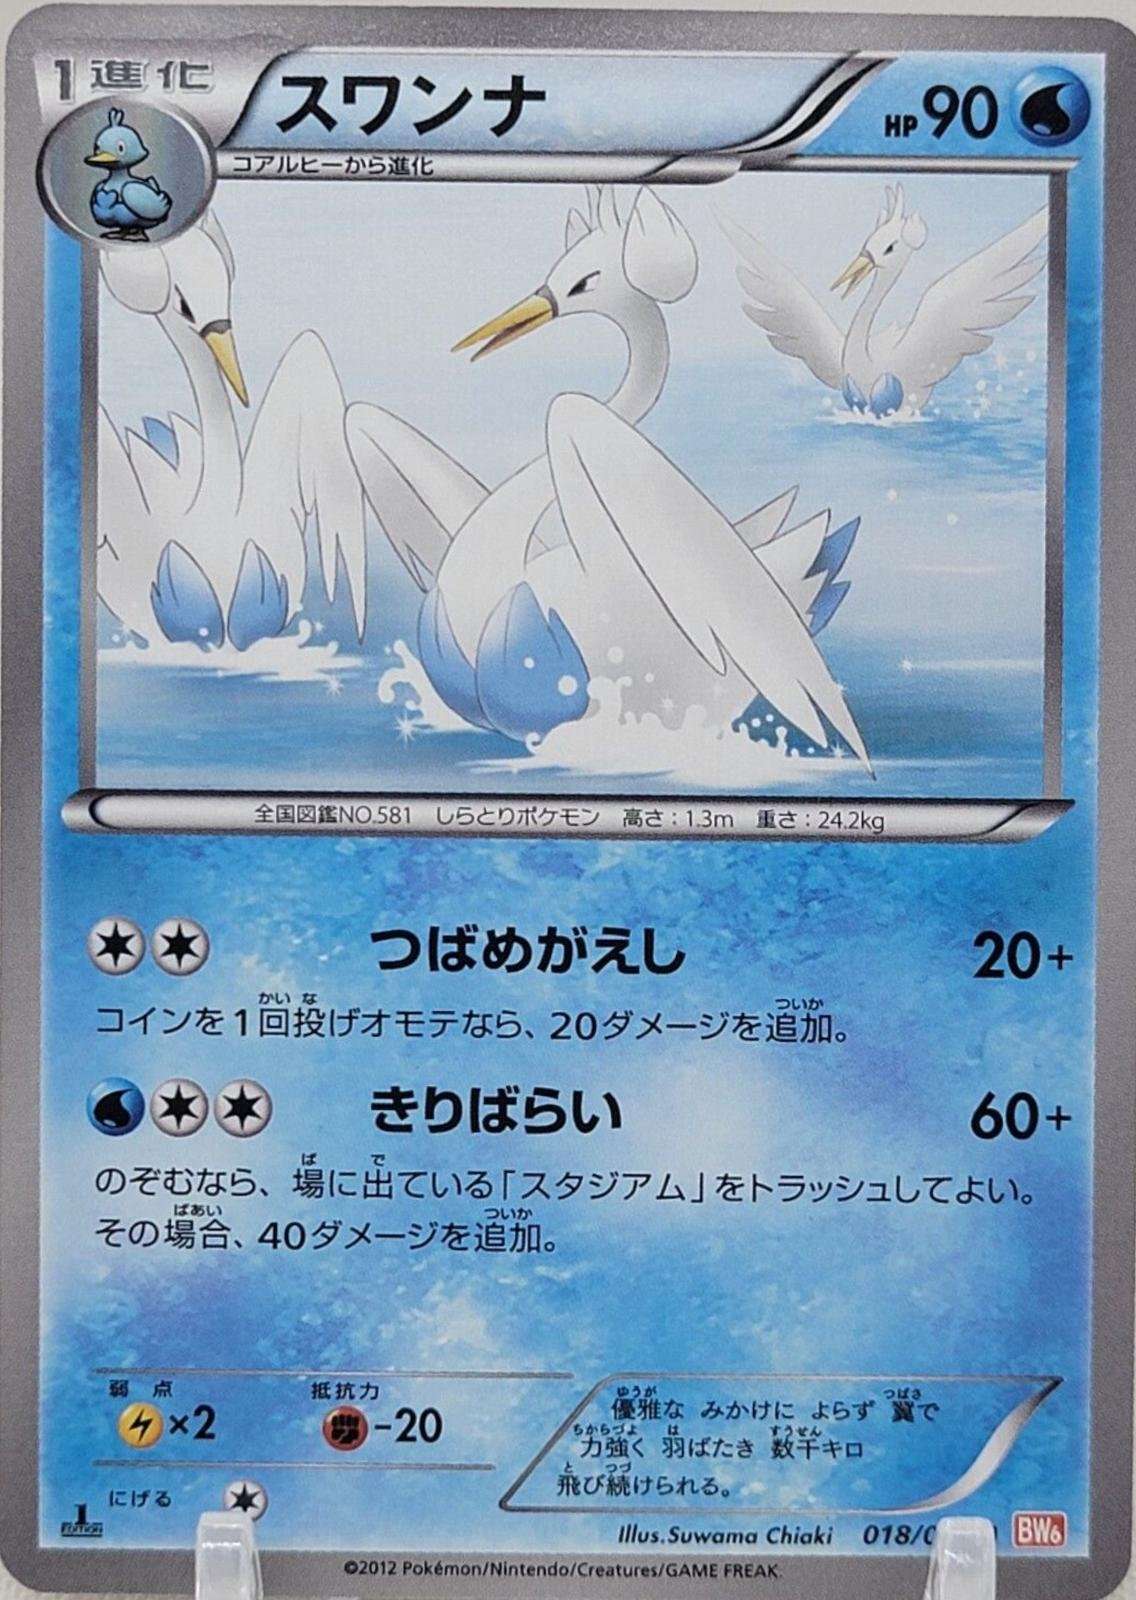 1進化
スワンナ
HP90
コアルヒーから進化
全国図鑑NO.581 しらとりポケモン 高さ:1.3m 重さ:24.2kg
つばめがえし 20+
コインを1回投げオモテなら、20ダメージを追加。
きりばらい 60+
のぞむなら、場に出ている「スタジアム」をトラッシュしてよい。
その場合、40ダメージを追加。
弱点 抵抗力
×2 -20
にげる
優雅な みかけに よらず 翼で
力強く 羽ばたき 数千キロ
飛び続けられる。
1 EDITION
Illus.Suwama Chiaki 018/0 BW6
©2012 Pokémon/Nintendo/Creatures/GAME FREAK.